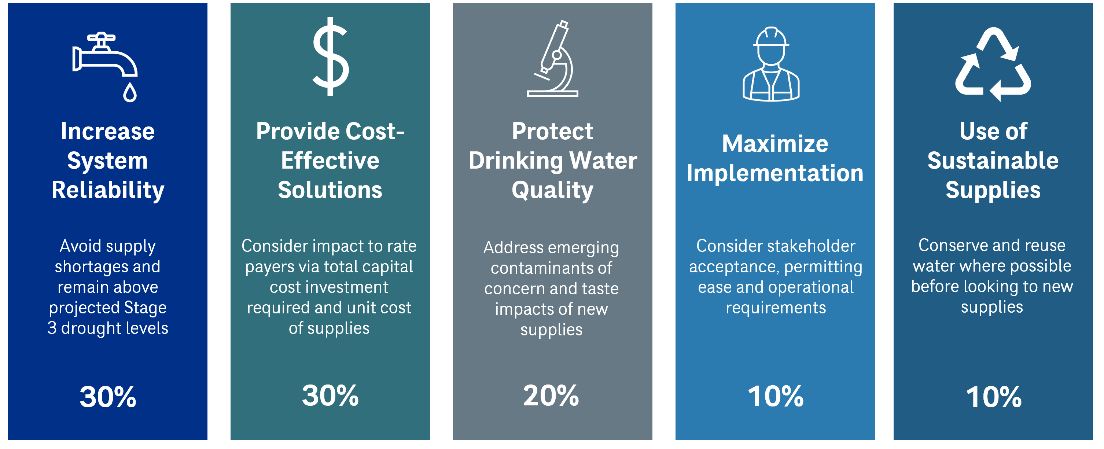 Increase
System
Reliability
Avoid supply
shortages and
remain above
projected Stage
3 drought levels
30%
Provide Cost-
Effective
Solutions
Consider impact to rate
payers via total capital
cost investment
required and unit cost
of supplies
30%
Protect
Drinking Water
Quality
Address emerging
contaminants of
concern and taste
impacts of new
supplies
20%
Maximize
Implementation
Consider stakeholder
acceptance, permitting
ease and operational
requirements
10%
Use of
Sustainable
Supplies
Conserve and reuse
water where possible
before looking to new
supplies
10%